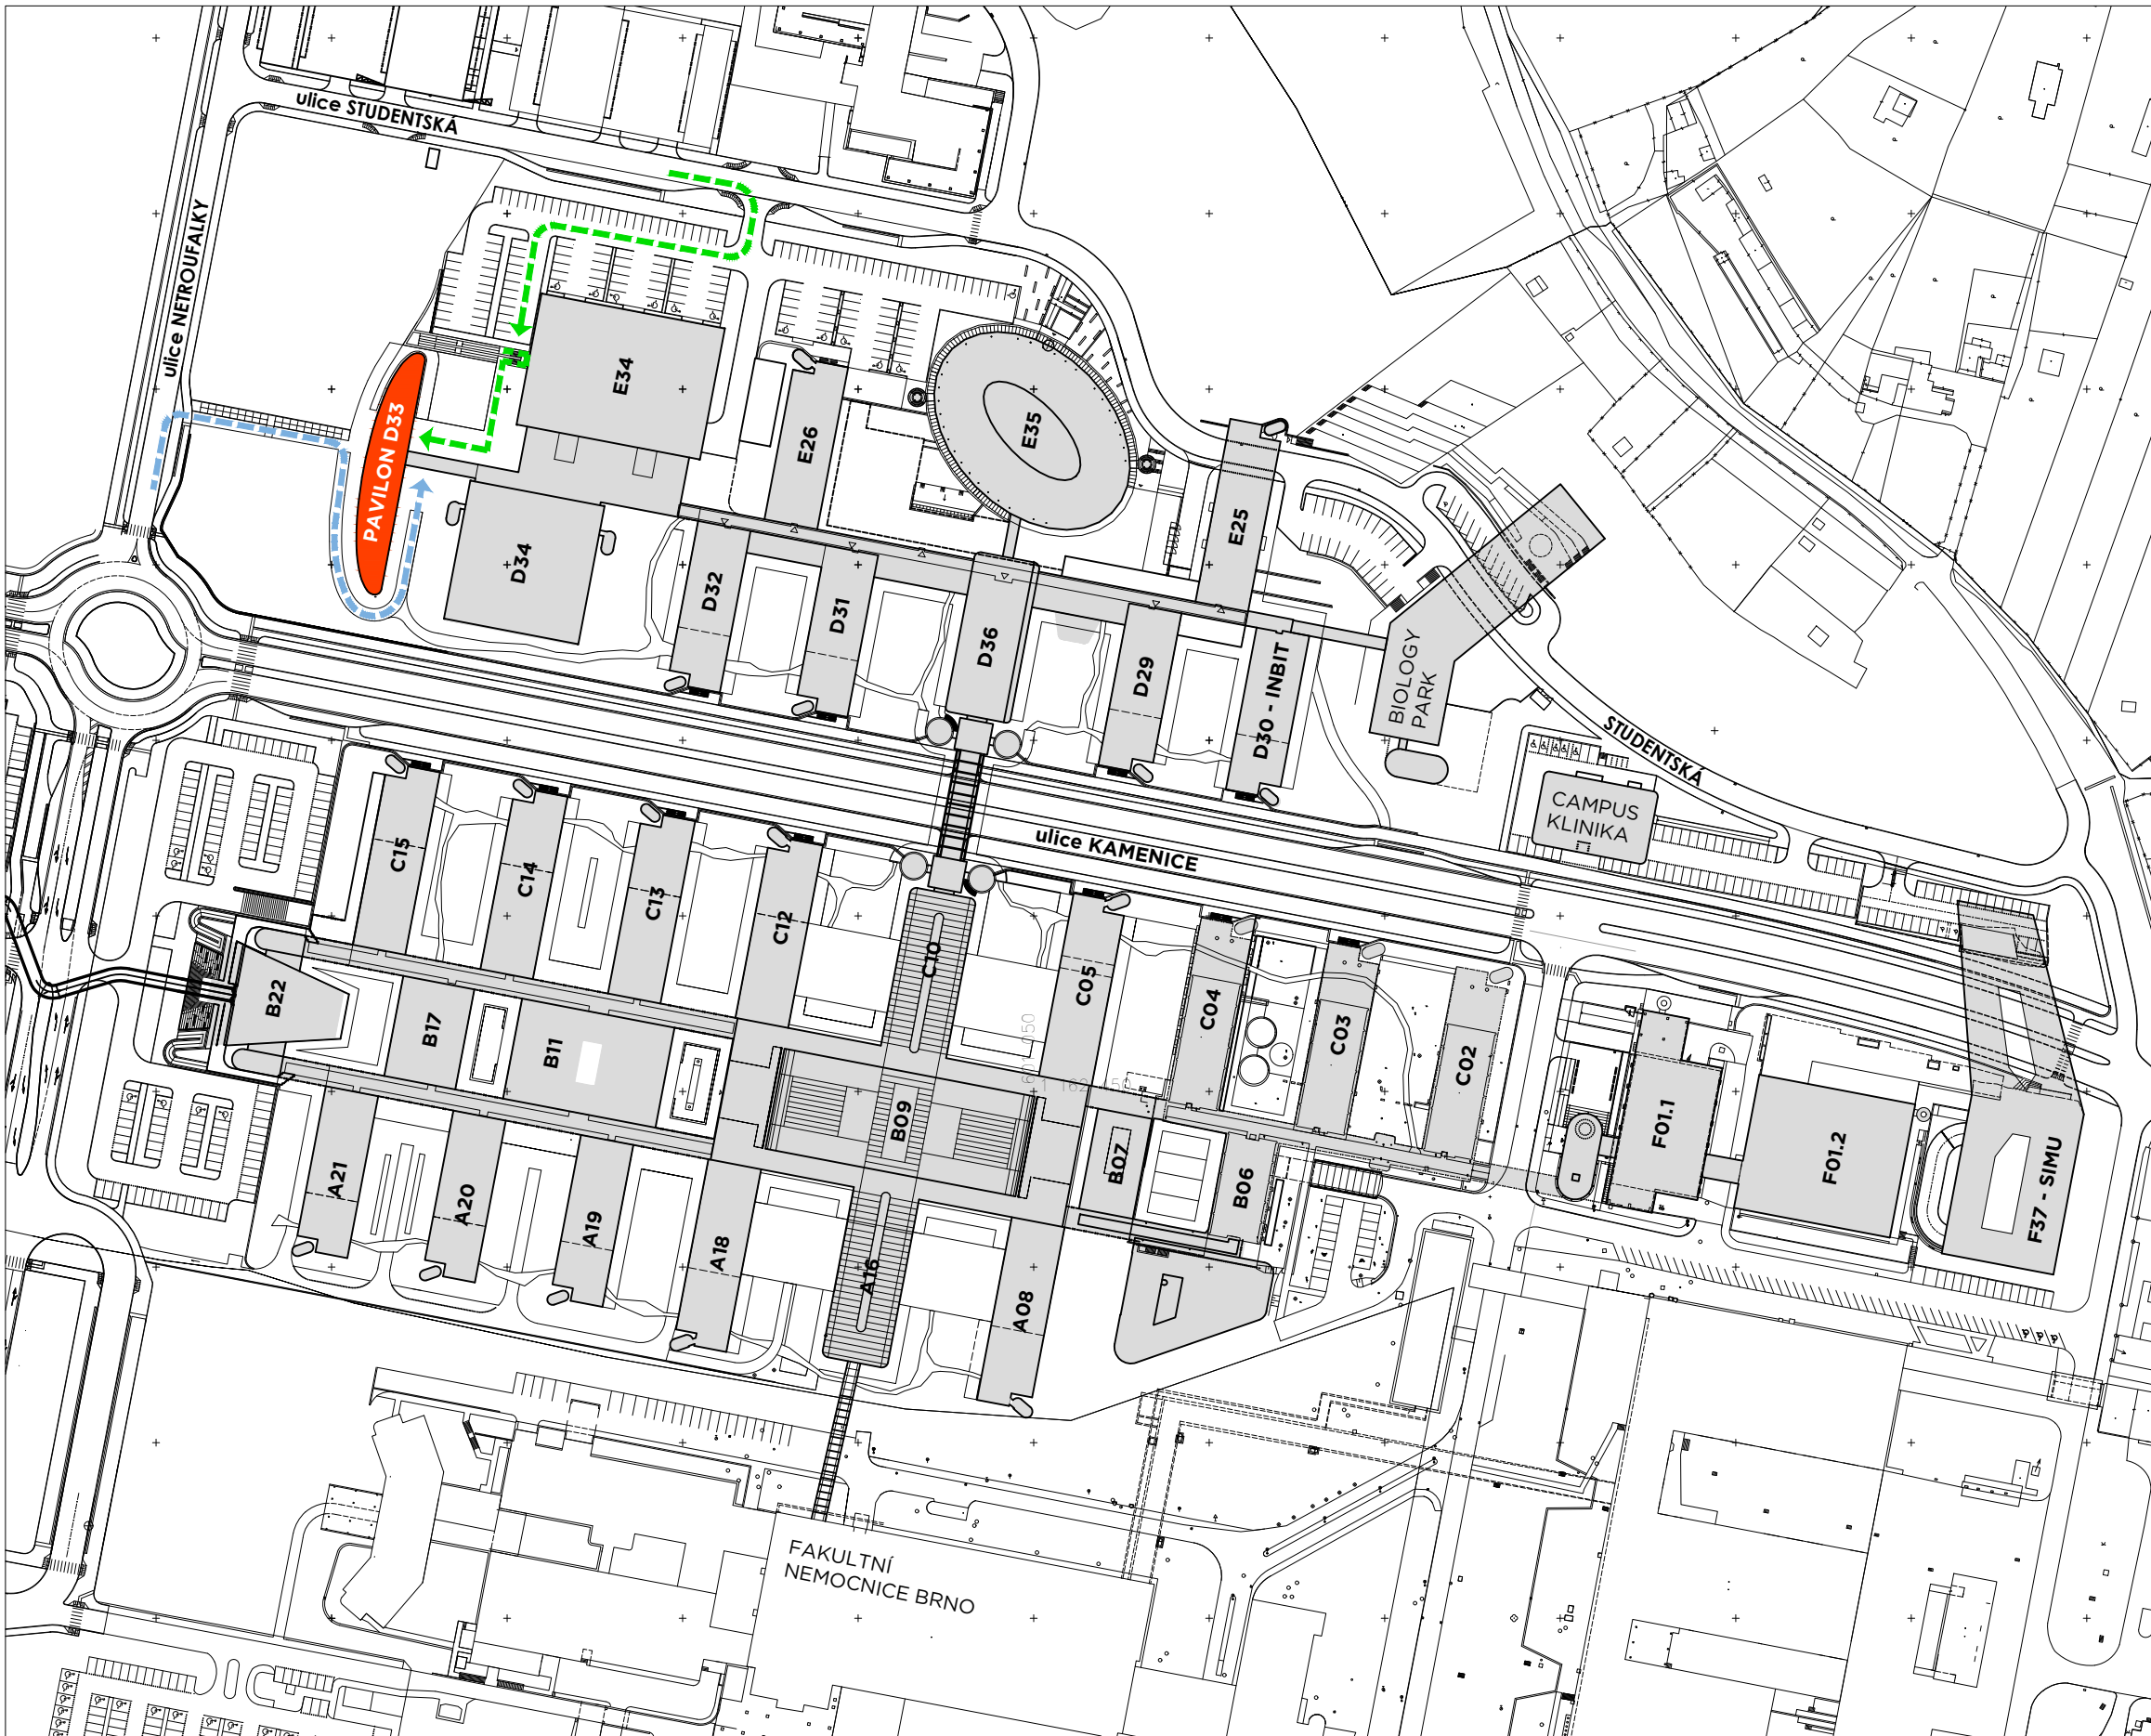 ulice STUDENTSKÁ
ulice NETROUFALKY
E34
PAVILON D33
E26
E35
E25
D34
D32
D31
D36
D29
D30 - INBIT
BIOLOGY
PARK
STUDENTSKÁ
CAMPUS
KLINIKA
ulice KAMENICE
C15
C14
C13
C12
C10
C05
C04
C03
C02
B22
B17
B11
B09
B07
B06
F01.1
F01.2
F37 - SIMU
A21
A20
A19
A18
A16
A08
FAKULTNÍ
NEMOCNICE BRNO